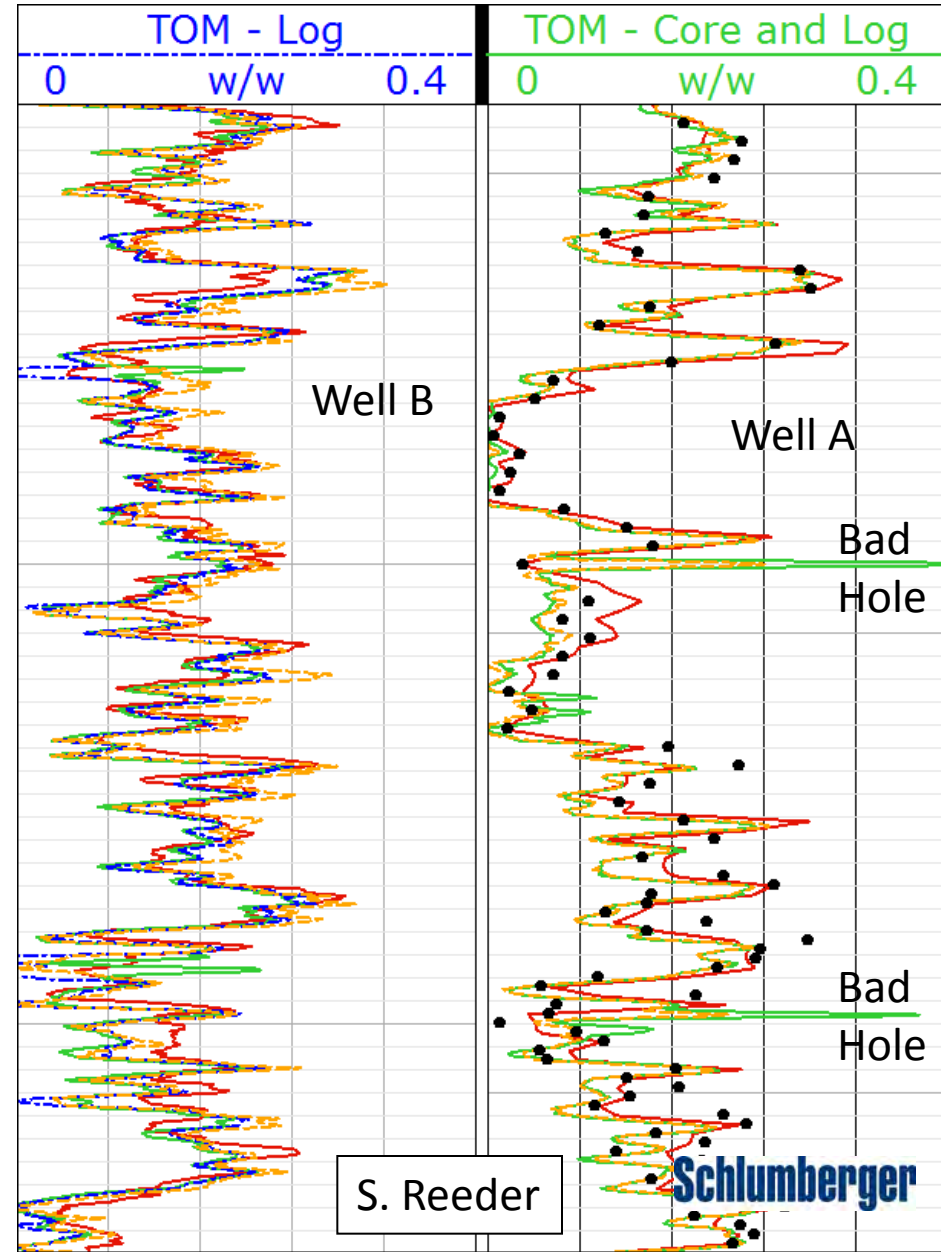 TOM - Log
0 w/w 0.4
TOM - Core and Log
0 w/w 0.4
Well B
Well A
Bad
Hole
Bad
Hole
S. Reeder
Schlumberger